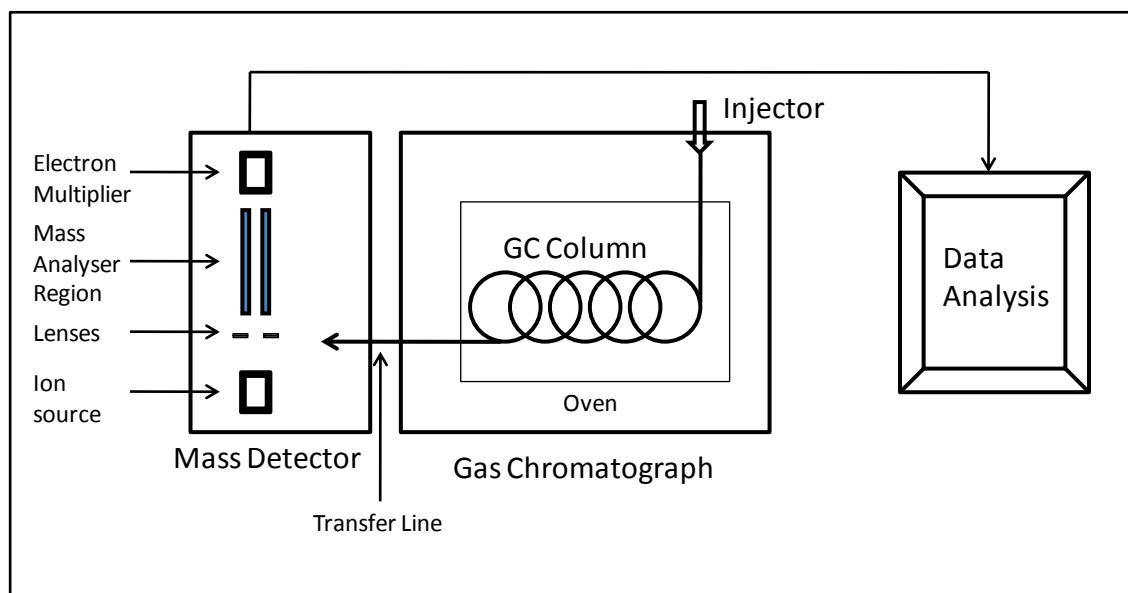 Injector
Electron
Multiplier
Mass
Analyser
Region
Lenses
Ion
source
GC Column
Data
Analysis
Oven
Mass Detector
Gas Chromatograph
Transfer Line